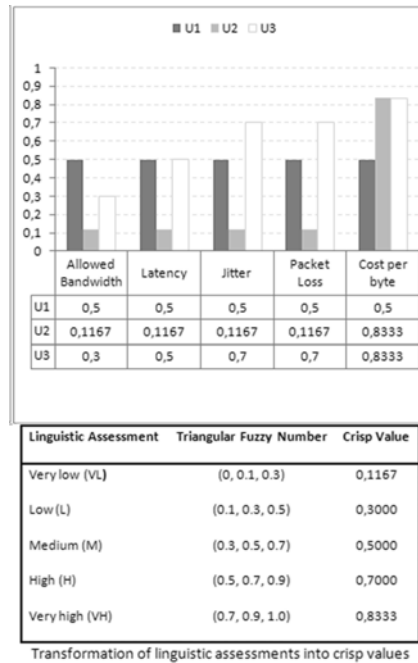 U1 U2 U3
1
0,9
0,8
0,7
0,6
0,5
0,4
0,3
0,2
0,1
0
Allowed Bandwidth Latency Jitter Packet Loss Cost per byte
U1 0,5 0,5 0,5 0,5 0,5
U2 0,1167 0,1167 0,1167 0,1167 0,8333
U3 0,3 0,5 0,7 0,7 0,8333
Linguistic Assessment Triangular Fuzzy Number Crisp Value
Very low (VL) (0, 0.1, 0.3) 0,1167
Low (L) (0.1, 0.3, 0.5) 0,3000
Medium (M) (0.3, 0.5, 0.7) 0,5000
High (H) (0.5, 0.7, 0.9) 0,7000
Very high (VH) (0.7, 0.9, 1.0) 0,8333
Transformation of linguistic assessments into crisp values